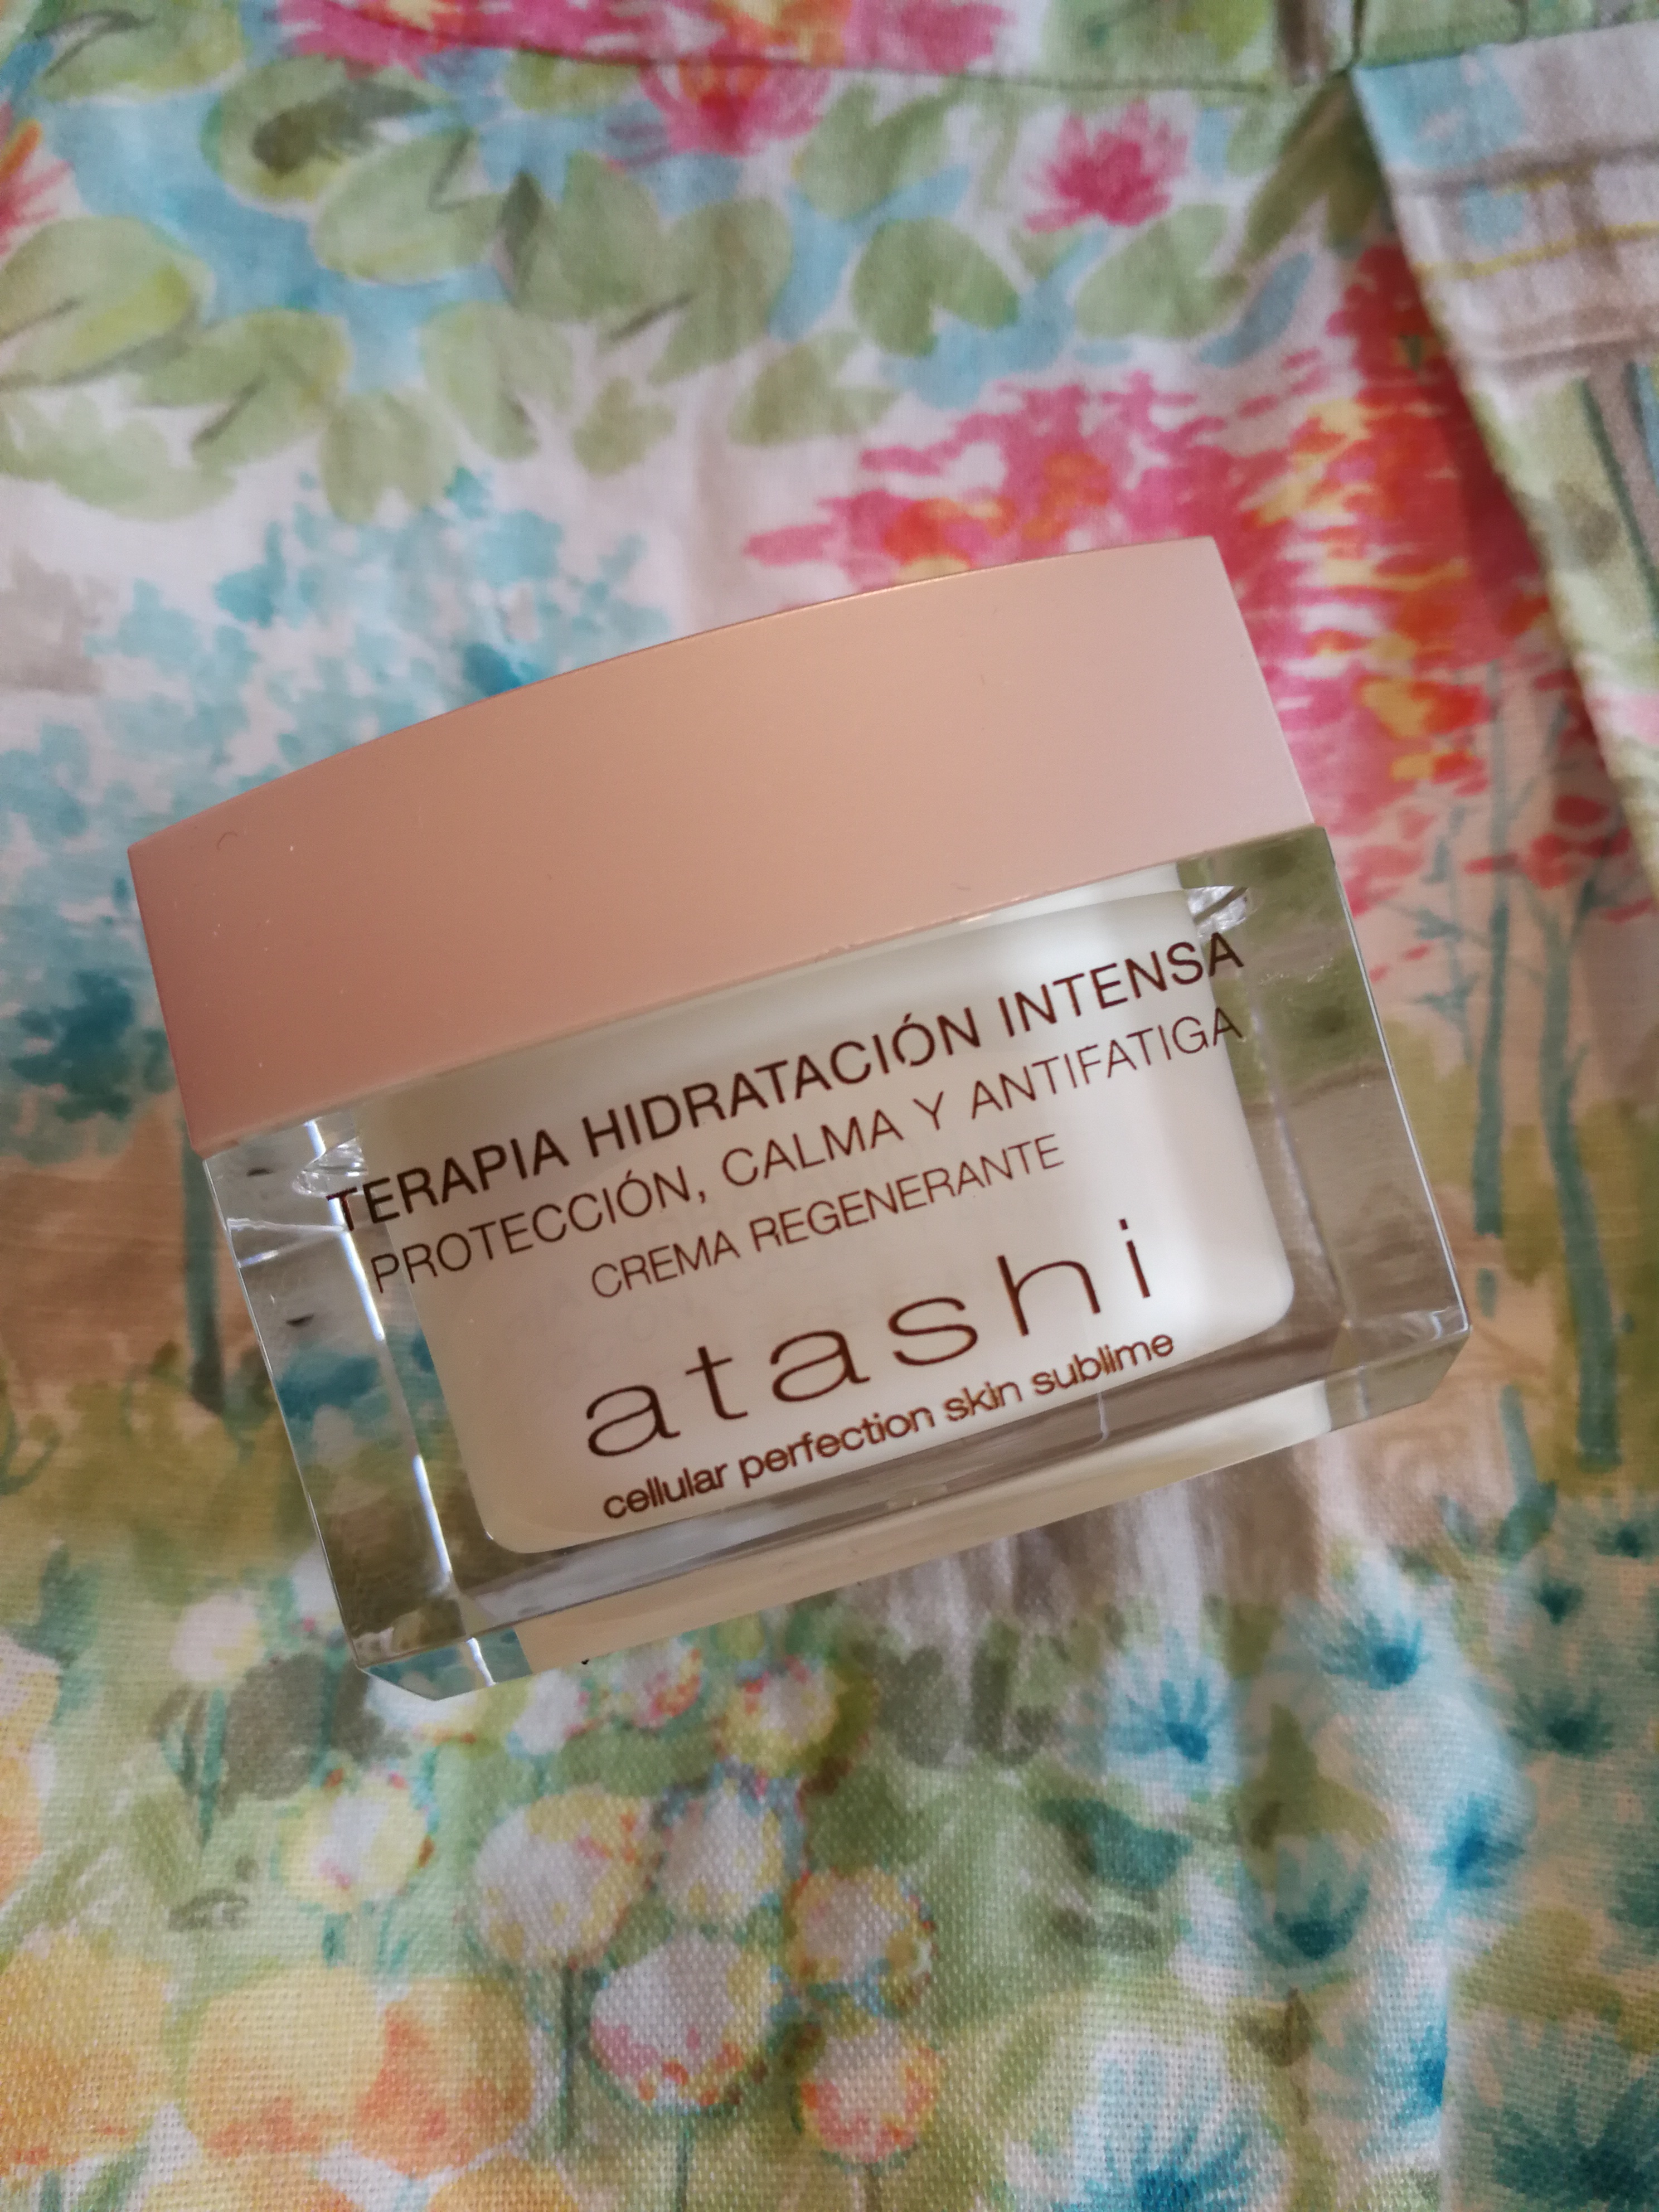 TERAPIA HIDRATACIÓN INTENSA
PROTECCIÓN, CALMA Y ANTIFATIGA
CREMA REGENERANTE
atashi
cellular perfection skin sublime